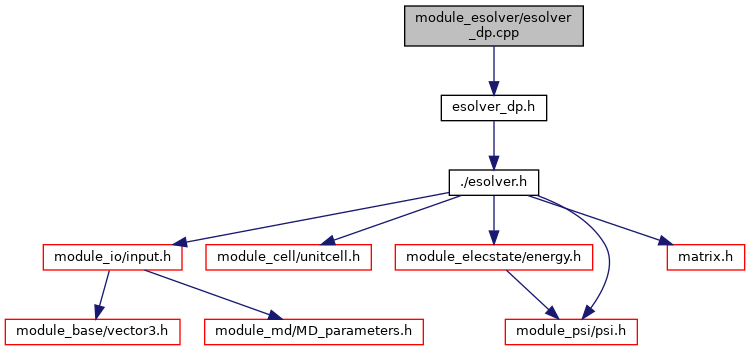 module_esolver/esolver
_dp.cpp
esolver_dp.h
./esolver.h
module_io/input.h
module_cell/unitcell.h
module_elecstate/energy.h
matrix.h
module_base/vector3.h
module_md/MD_parameters.h
module_psi/psi.h